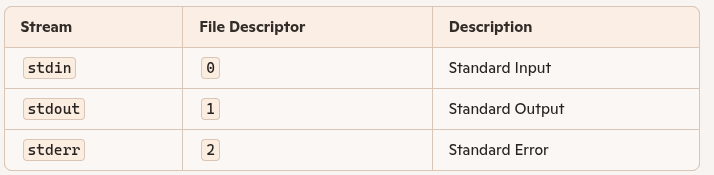 Stream File Descriptor Description
stdin 0 Standard Input
stdout 1 Standard Output
stderr 2 Standard Error